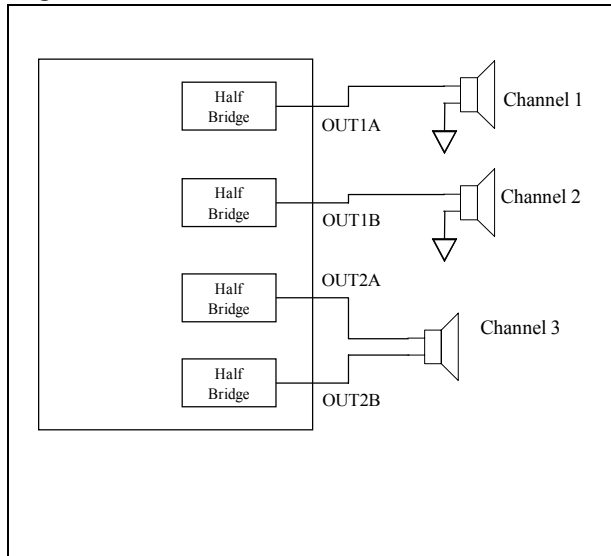 Half
Bridge
OUT1A
Channel 1
Half
Bridge
OUT1B
Channel 2
OUT2A
Half
Bridge
Channel 3
Half
Bridge
OUT2B